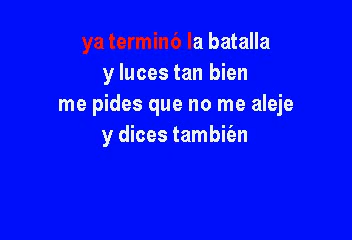 ya terminó la batalla
y luces tan bien
me pides que no me aleje
y dices también